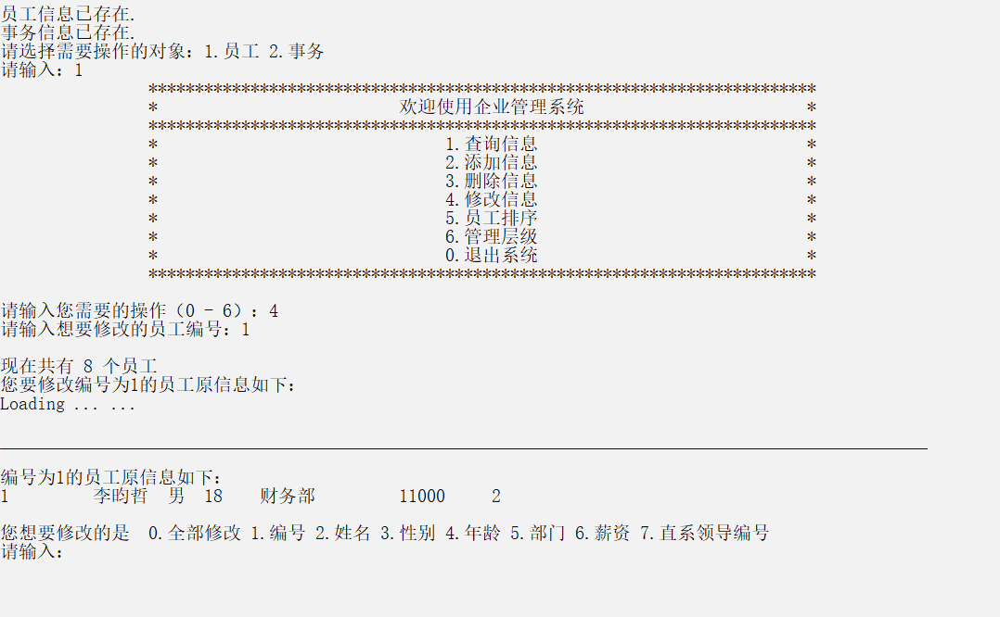 员工信息已存在.
事务信息已存在.
请选择需要操作的对象: 1.员工 2.事务
请输入: 1
************************************************************************
* 欢迎使用企业管理系统 *
************************************************************************
* 1.查询信息 *
* 2.添加信息 *
* 3.删除信息 *
* 4.修改信息 *
* 5.员工排序 *
* 6.管理层级 *
* 0.退出系统 *
************************************************************************
请输入您需要的操作（0 - 6）: 4
请输入想要修改的员工编号: 1
现在共有 8 个员工
您要修改编号为1的员工原信息如下:
Loading ... ...
编号为1的员工原信息如下:
1 李昀哲 男 18 财务部 11000 2
您想要修改的是 0.全部修改 1.编号 2.姓名 3.性别 4.年龄 5.部门 6.薪资 7.直系领导编号
请输入: